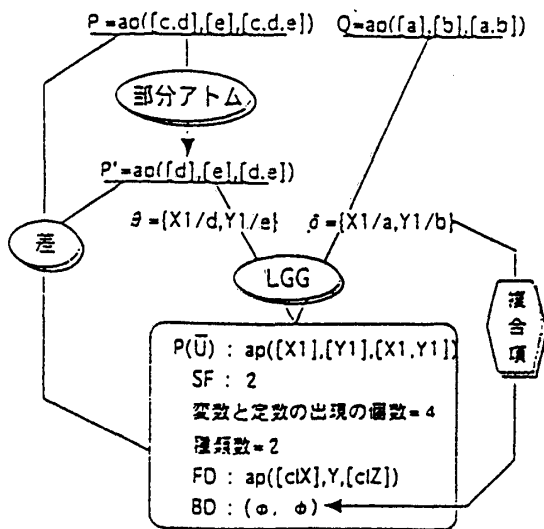 P=ap([c,d],[e],[c,d,e])
Q=ap([a],[b],[a,b])
部分アトム
P'=ap([d],[e],[d,e])
θ={X1/d,Y1/e}
δ={X1/a,Y1/b}
差
LGG
複合項
P(Ū) : ap([X1],[Y1],[X1,Y1])
SF : 2
変数と定数の出現の個数=4
種類数=2
FD : ap([c|X],Y,[c|Z])
BD : (φ, φ)